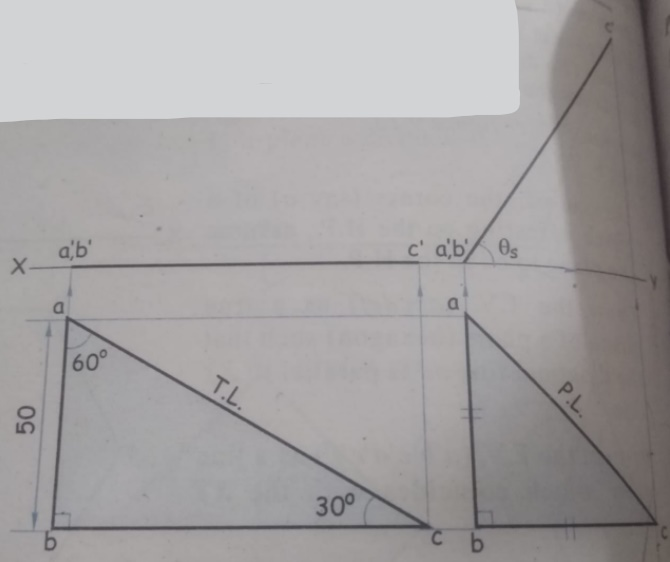 c'
X a'b' c' a'b' θs y
a a
60°
T.L. P.L.
50
30°
b c b c